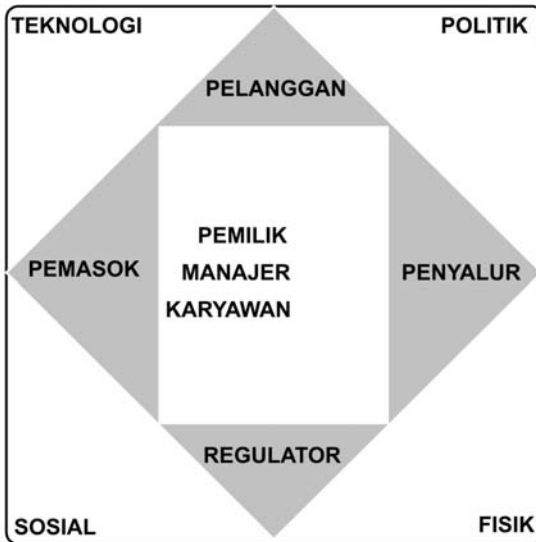 TEKNOLOGI
POLITIK
PELANGGAN
PEMILIK
PEMASOK
MANAJER
PENYALUR
KARYAWAN
REGULATOR
SOSIAL
FISIK